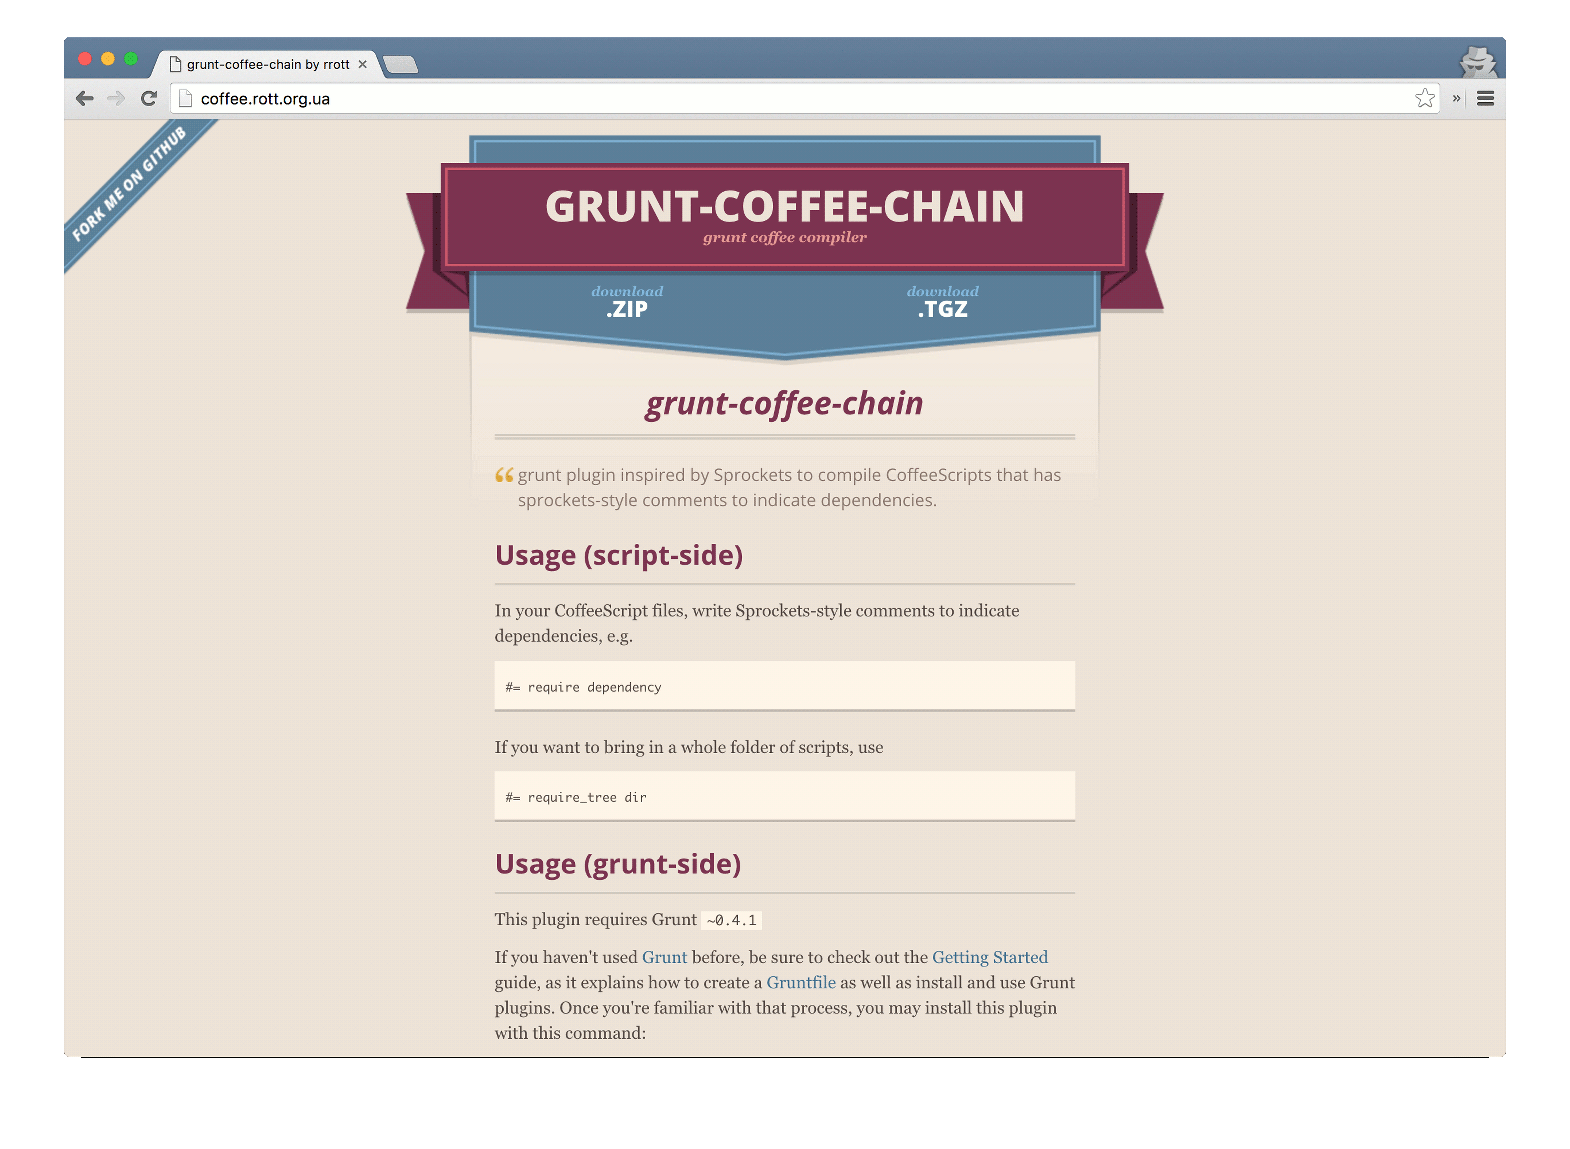 grunt-coffee-chain by rrott
coffee.rott.org.ua
FORK ME ON GITHUB
GRUNT-COFFEE-CHAIN
grunt coffee compiler
download download
.ZIP .TGZ
grunt-coffee-chain
“ grunt plugin inspired by Sprockets to compile CoffeeScripts that has
sprockets-style comments to indicate dependencies.
Usage (script-side)
In your CoffeeScript files, write Sprockets-style comments to indicate
dependencies, e.g.
#= require dependency
If you want to bring in a whole folder of scripts, use
#= require_tree dir
Usage (grunt-side)
This plugin requires Grunt ~0.4.1
If you haven't used Grunt before, be sure to check out the Getting Started
guide, as it explains how to create a Gruntfile as well as install and use Grunt
plugins. Once you're familiar with that process, you may install this plugin
with this command: